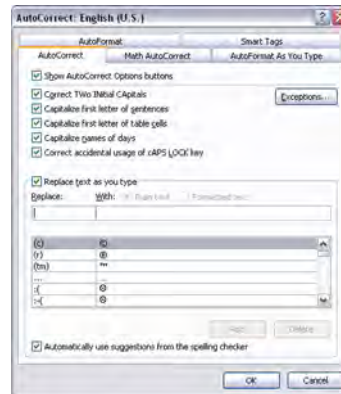 AutoCorrect: English (U.S.)
AutoFormat Smart Tags
AutoCorrect Math AutoCorrect AutoFormat As You Type
Show AutoCorrect Options buttons
Correct TWo INitial CApitals
Exceptions...
Capitalize first letter of sentences
Capitalize first letter of table cells
Capitalize names of days
Correct accidental usage of cAPS LOCK key
Replace text as you type
Replace: With: Plain text Formatted text
(c) ©
(r) ®
(tm) ™
... …
:( ☹
:-( ☹
Add Delete
Automatically use suggestions from the spelling checker
OK Cancel